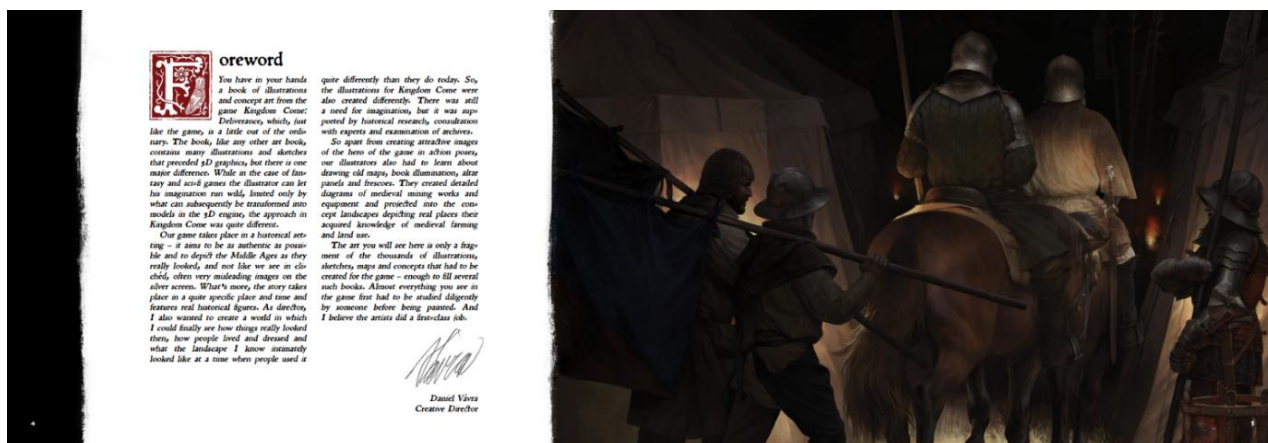 Foreword
You have in your hands
a book of illustrations
and concept art from the
game Kingdom Come:
Deliverance, which, just
like the game, is a little out of the ordi-
nary. The book, like any other art book,
contains many illustrations and sketches
that preceded 3D graphics, but there is one
major difference. While in the case of fan-
tasy and sci-fi games the illustrator can let
his imagination run wild, limited only by
what can subsequently be transformed into
models in the 3D engine, the approach in
Kingdom Come was quite different.
Our game takes place in a historical set-
ting – it aims to be as authentic as possi-
ble and to depict the Middle Ages as they
really looked, and not like we see in cli-
chéd, often very misleading images on the
silver screen. What's more, the story takes
place in a quite specific place and time and
features real historical figures. As director,
I also wanted to create a world in which
I could finally see how things really looked
then, how people lived and dressed and
what the landscape I know intimately
looked like at a time when people used it
quite differently than they do today. So,
the illustrations for Kingdom Come were
also created differently. There was still
a need for imagination, but it was sup-
ported by historical research, consultation
with experts and examination of archives.
So apart from creating attractive images
of the hero of the game in action poses,
our illustrators also had to learn about
drawing old maps, book illumination, altar
panels and frescoes. They created detailed
diagrams of medieval mining works and
equipment and projected into the con-
cept landscapes depicting real places their
acquired knowledge of medieval farming
and land use.
The art you will see here is only a frag-
ment of the thousands of illustrations,
sketches, maps and concepts that had to be
created for the game – enough to fill several
such books. Almost everything you see in
the game first had to be studied diligently
by someone before being painted. And
I believe the artists did a first-class job.
Vávra
Daniel Vávra
Creative Director
4
5